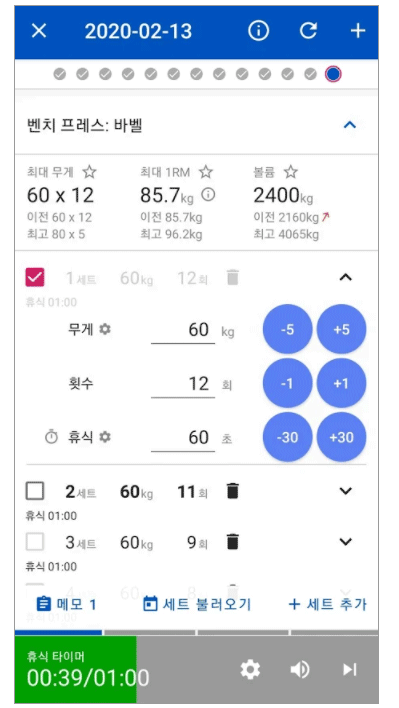 2020-02-13
벤치 프레스: 바벨
최대 무게 최대 1RM 볼륨
60 x 12 85.7kg 2400kg
이전 60 x 12 이전 85.7kg 이전 2160kg
최고 80 x 5 최고 96.2kg 최고 4065kg
1세트 60kg 12회
휴식 01:00
무게 60 kg -5 +5
횟수 12 회 -1 +1
휴식 60 초 -30 +30
2세트 60kg 11회
휴식 01:00
3세트 60kg 9회
휴식 01:00
메모 1 세트 불러오기 + 세트 추가
휴식 타이머
00:39/01:00